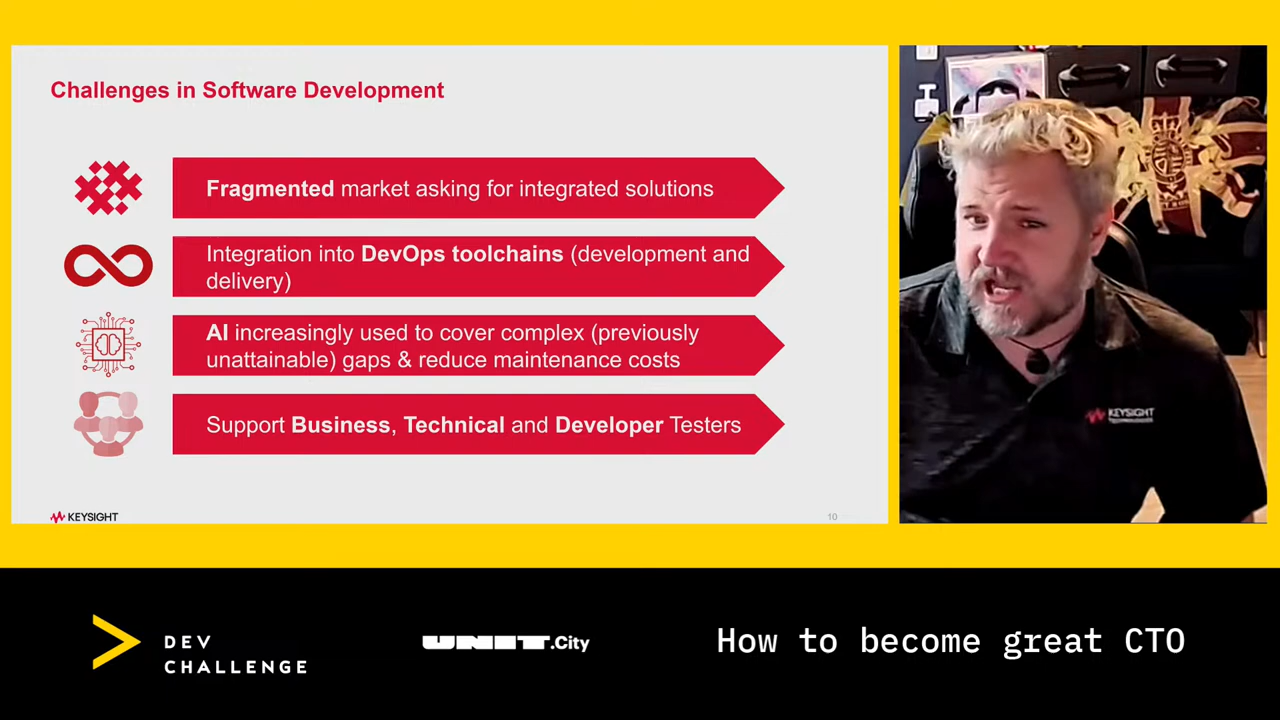 Challenges in Software Development
Fragmented market asking for integrated solutions
Integration into DevOps toolchains (development and
delivery)
AI increasingly used to cover complex (previously
unattainable) gaps & reduce maintenance costs
Support Business, Technical and Developer Testers
KEYSIGHT
10
KEYSIGHT
TECHNOLOGIES
DEV
CHALLENGE
UNIT.City
How to become great CTO